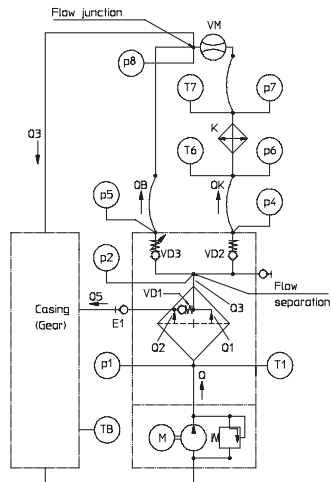 Flow junction
VM
p8
T7
p7
K
Q3
T6
p6
QB
QK
p5
p4
VD3
VD2
p2
Flow
separation
Q5
VD1
Casing
(Gear)
Q3
E1
Q2
Q1
p1
Q
T1
TB
M